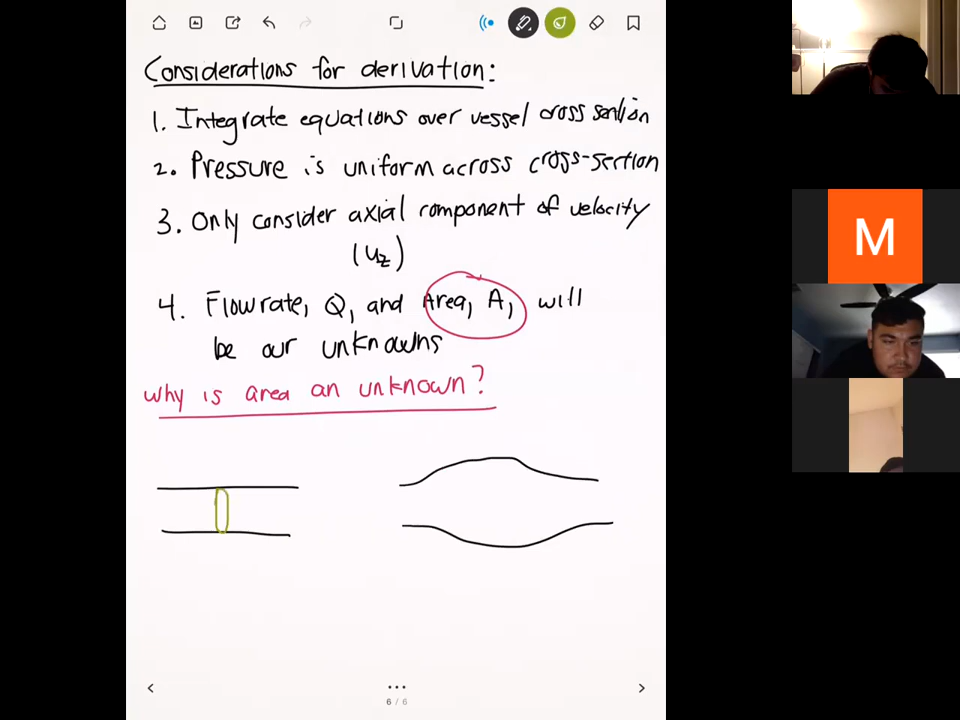 Considerations for derivation:
1. Integrate equations over vessel cross section
2. Pressure is uniform across cross-section
3. Only consider axial component of velocity
(uz)
4. Flowrate, Q, and Area, A, will
be our unknowns
why is area an unknown?
M
6 / 6